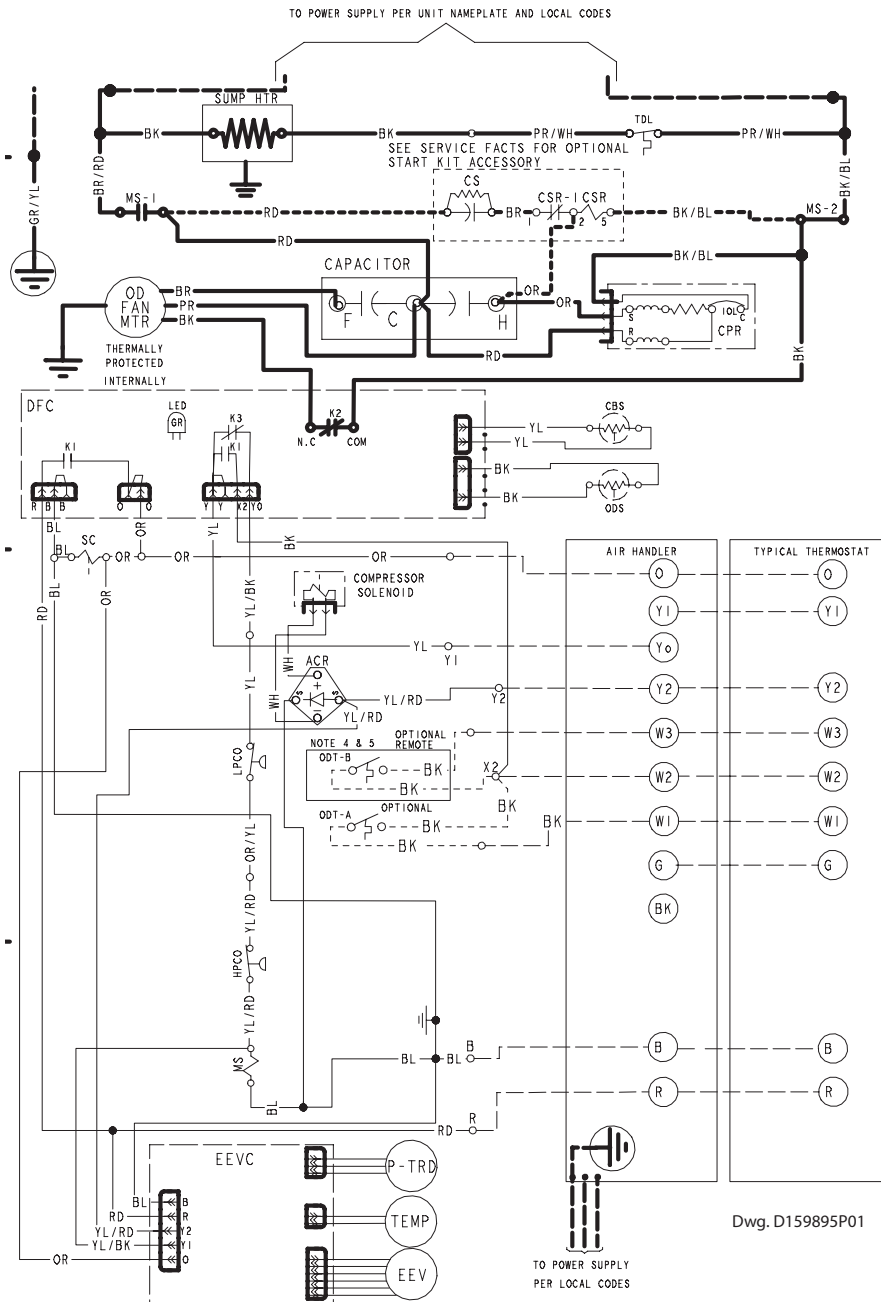 TO POWER SUPPLY PER UNIT NAMEPLATE AND LOCAL CODES
SUMP HTR
BK
BK
PR/WH
TDL
PR/WH
SEE SERVICE FACTS FOR OPTIONAL
START KIT ACCESSORY
GR/YL
BR/RD
BK/BL
MS-1
RD
CS
BR
CSR-1
CSR
1
2
5
BK/BL
MS-2
RD
BK/BL
CAPACITOR
OD
FAN
MTR
BR
PR
BK
F
C
H
OR
OR
S
R
IOL
C
CPR
RD
BK
THERMALLY
PROTECTED
INTERNALLY
DFC
LED
GR
K3
K1
K1
K2
N.C
COM
YL
YL
CBS
BK
BK
ODS
R
B
B
O
O
Y
Y
X2
YO
BL
OR
YL
BK
SC
BL
OR
OR
OR
BL
OR
RD
YL/BK
COMPRESSOR
SOLENOID
AIR HANDLER
TYPICAL THERMOSTAT
O
O
Y1
Y1
YL
Y1
Yo
WH
ACR
YL
WH
S
+
S
−
YL/RD
YL/RD
Y2
Y2
Y2
NOTE 4 & 5
OPTIONAL
REMOTE
ODT-B
BK
BK
W3
W3
LPCO
X2
W2
W2
ODT-A
OPTIONAL
BK
BK
BK
BK
W1
W1
OR/YL
G
G
YL/RD
BK
HPCO
YL/RD
MS
BL
BL
B
B
B
BL
R
R
R
RD
EEVC
P-TRD
TEMP
EEV
BL
B
RD
R
YL/RD
Y2
YL/BK
Y1
OR
O
Dwg. D159895P01
TO POWER SUPPLY
PER LOCAL CODES